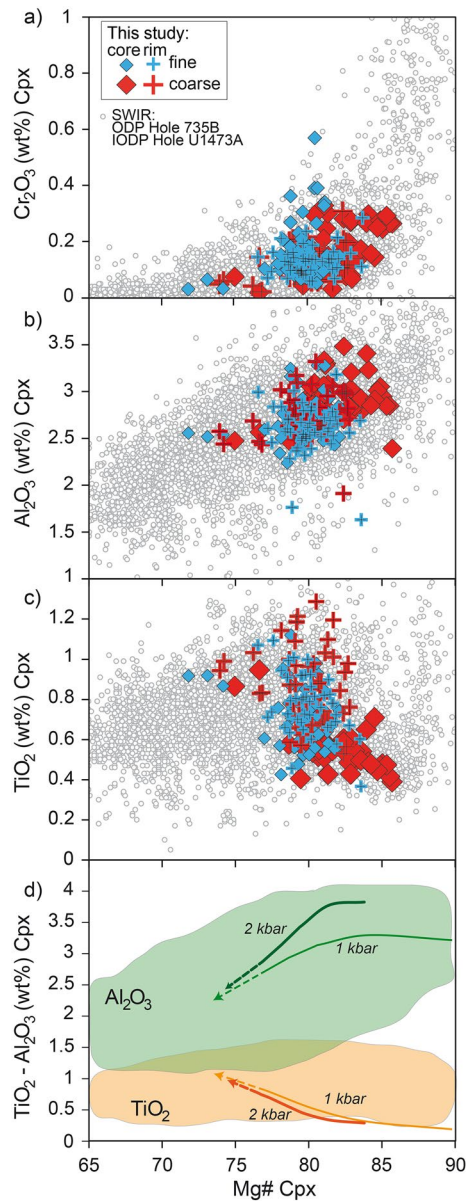 a)
This study:
core rim
fine
coarse
SWIR:
ODP Hole 735B
IODP Hole U1473A
Cr2O3 (wt%) Cpx
1
0.8
0.6
0.4
0.2
0
b)
Al2O3 (wt%) Cpx
3.5
3
2.5
2
1.5
1
c)
TiO2 (wt%) Cpx
1.2
1
0.8
0.6
0.4
0.2
0
d)
TiO2 - Al2O3 (wt%) Cpx
4
3.5
3
2.5
2
1.5
1
0.5
0
2 kbar
1 kbar
Al2O3
TiO2
1 kbar
2 kbar
65 70 75 80 85 90
Mg# Cpx